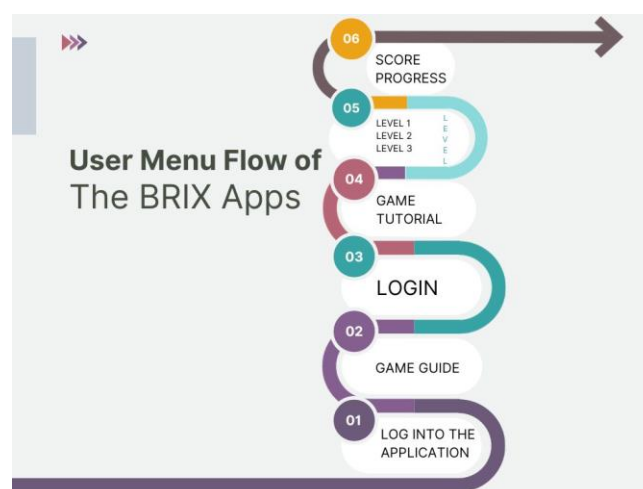 06
SCORE
PROGRESS
05
LEVEL 1
LEVEL 2
LEVEL 3
LEVEL
User Menu Flow of
The BRIX Apps
04
GAME
TUTORIAL
03
LOGIN
02
GAME GUIDE
01
LOG INTO THE
APPLICATION